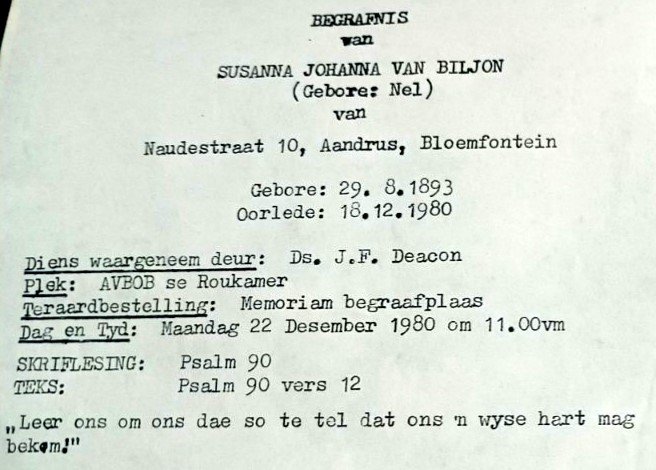 BEGRAFNIS
van
SUSANNA JOHANNA VAN BILJON
(Gebore: Nel)
van
Naudestraat 10, Aandrus, Bloemfontein
Gebore: 29. 8.1893
Oorlede: 18.12.1980
Diens waargeneem deur: Ds. J.F. Deacon
Plek: AVBOB se Roukamer
Teraardbestelling: Memoriam begraafplaas
Dag en Tyd: Maandag 22 Desember 1980 om 11.00vm
SKRIFLESING: Psalm 90
TEKS: Psalm 90 vers 12
„Leer ons om ons dae so te tel dat ons 'n wyse hart mag
bekom!"